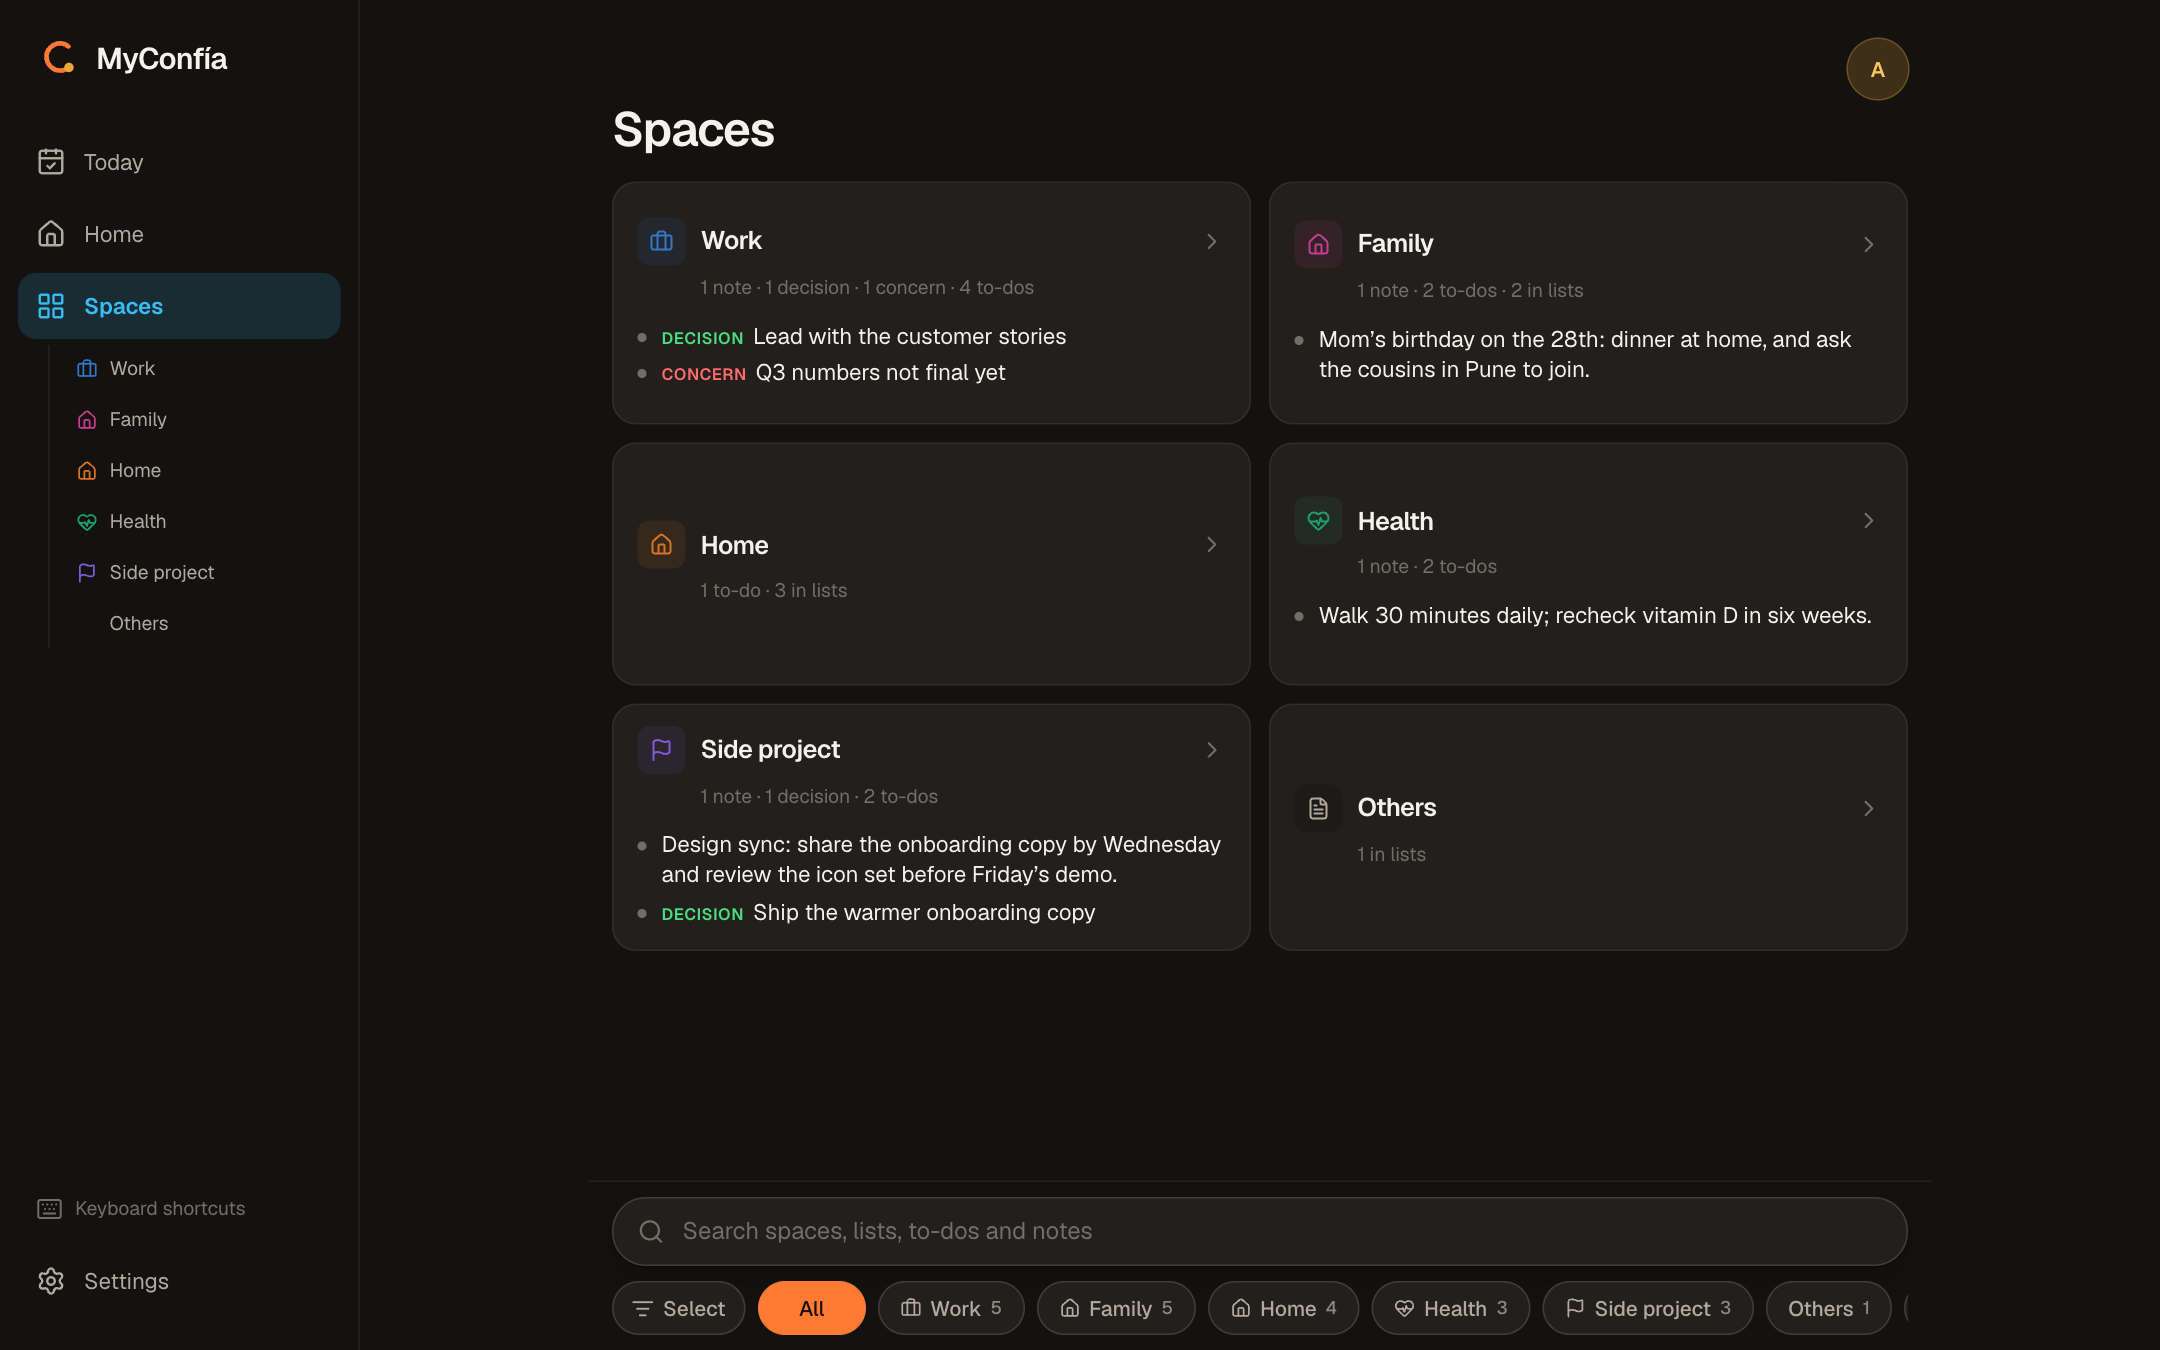 MyConfía
Today
Home
Spaces
Work
Family
Home
Health
Side project
Others
Keyboard shortcuts
Settings
A
Spaces
Work
1 note · 1 decision · 1 concern · 4 to-dos
DECISION Lead with the customer stories
CONCERN Q3 numbers not final yet
Family
1 note · 2 to-dos · 2 in lists
Mom’s birthday on the 28th: dinner at home, and ask
the cousins in Pune to join.
Home
1 to-do · 3 in lists
Health
1 note · 2 to-dos
Walk 30 minutes daily; recheck vitamin D in six weeks.
Side project
1 note · 1 decision · 2 to-dos
Design sync: share the onboarding copy by Wednesday
and review the icon set before Friday’s demo.
DECISION Ship the warmer onboarding copy
Others
1 in lists
Search spaces, lists, to-dos and notes
Select All Work 5 Family 5 Home 4 Health 3 Side project 3 Others 1